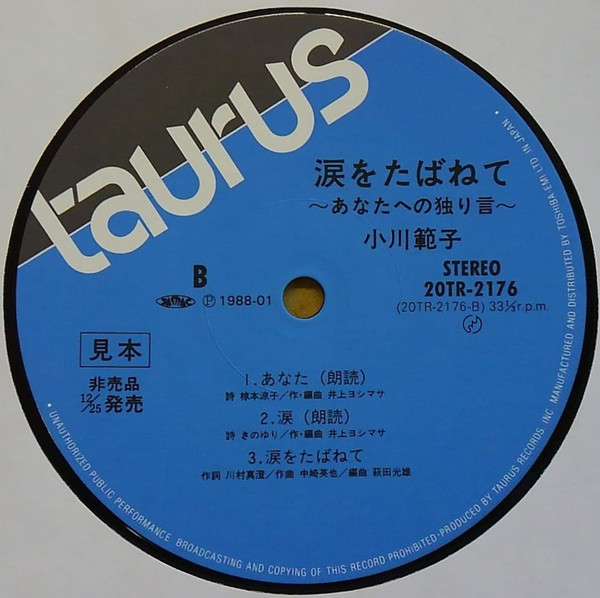 taurus
涙をたばねて
〜あなたへの独り言〜
小川範子
B
STEREO
20TR-2176
Ⓟ 1988-01
(20TR-2176-B) 33⅓r.p.m.
見本
非売品
12/25発売
1.あなた(朗読)
詩 椋本涼子/作・編曲 井上ヨシマサ
2.涙(朗読)
詩 きのゆり/作・編曲 井上ヨシマサ
3.涙をたばねて
作詞 川村真澄/作曲 中崎英也/編曲 萩田光雄
・UNAUTHORIZED PUBLIC PERFORMANCE BROADCASTING AND COPYING OF THIS RECORD PROHIBITED・PRODUCED BY TAURUS RECORDS INC MANUFACTURED AND DISTRIBUTED BY TOSHIBA-EMI LTD IN JAPAN・